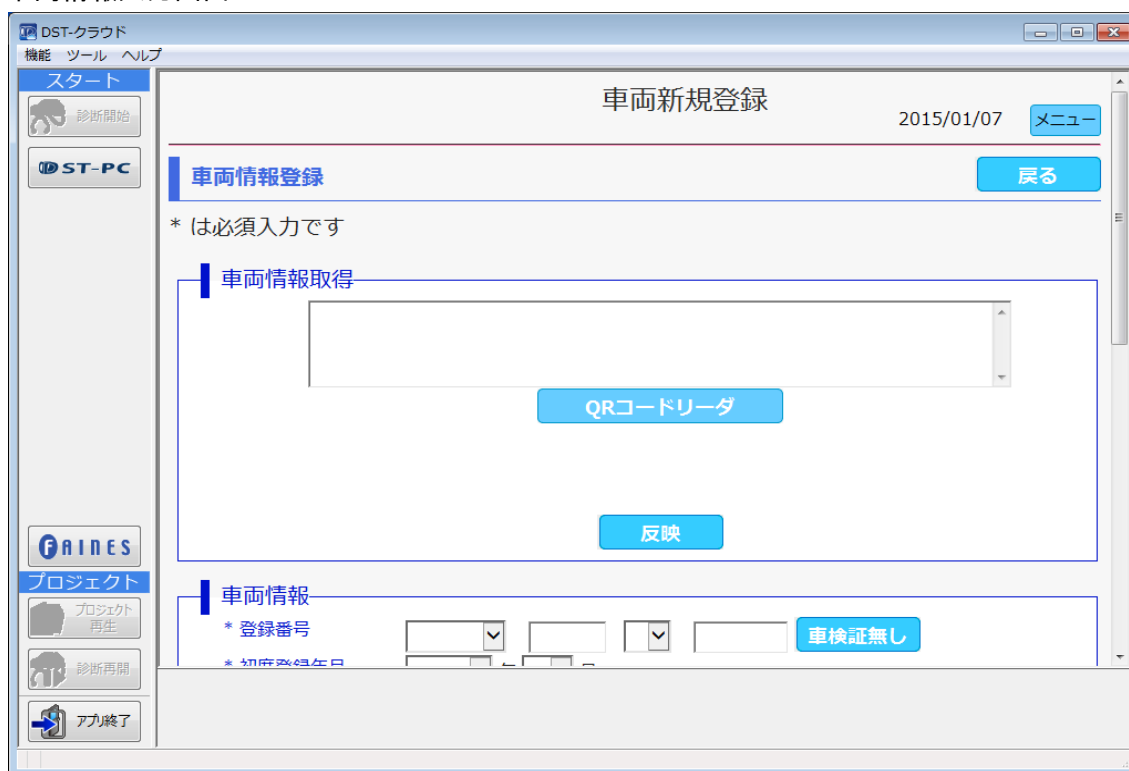 DST-クラウド
機能 ツール ヘルプ
スタート
診断開始
DST-PC
FAINES
プロジェクト
プロジェクト
再生
診断再開
アプリ終了
車両新規登録
2015/01/07
メニュー
車両情報登録
戻る
* は必須入力です
車両情報取得
QRコードリーダ
反映
車両情報
* 登録番号
車検証無し